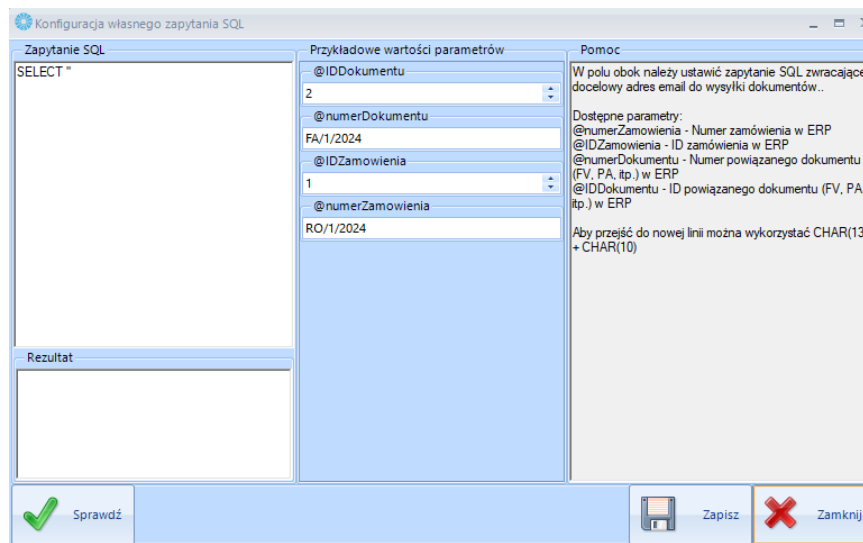 Konfiguracja własnego zapytania SQL
Zapytanie SQL
SELECT ''
Rezultat
Przykładowe wartości parametrów
@IDDokumentu
2
@numerDokumentu
FA/1/2024
@IDZamowienia
1
@numerZamowienia
RO/1/2024
Pomoc
W polu obok należy ustawić zapytanie SQL zwracające
docelowy adres email do wysyłki dokumentów..
Dostępne parametry:
@numerZamowienia - Numer zamówienia w ERP
@IDZamowienia - ID zamówienia w ERP
@numerDokumentu - Numer powiązanego dokumentu
(FV, PA, itp.) w ERP
@IDDokumentu - ID powiązanego dokumentu (FV, PA
itp.) w ERP
Aby przejść do nowej linii można wykorzystać CHAR(13
+ CHAR(10)
Sprawdź
Zapisz
Zamknij